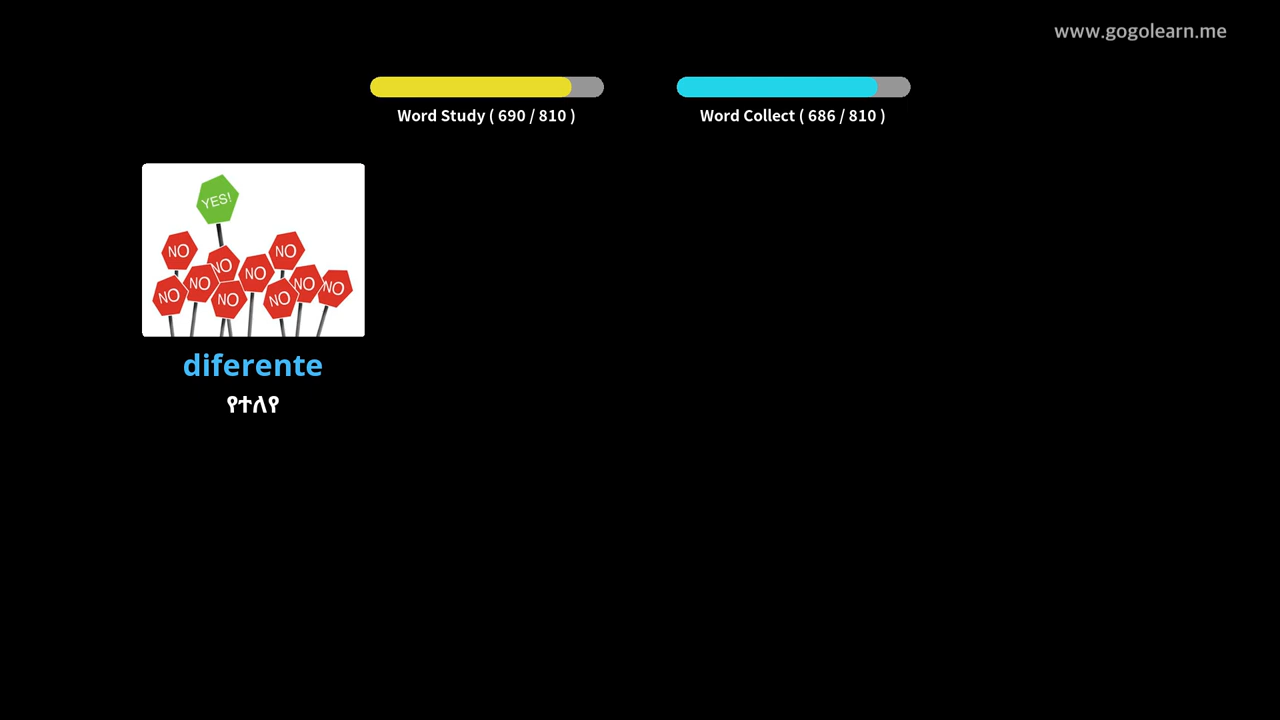 www.gogolearn.me
Word Study ( 690 / 810 )
Word Collect ( 686 / 810 )
YES!
NO
NO
NO
NO
NO
NO
NO
NO
NO
NO
diferente
የተለየ